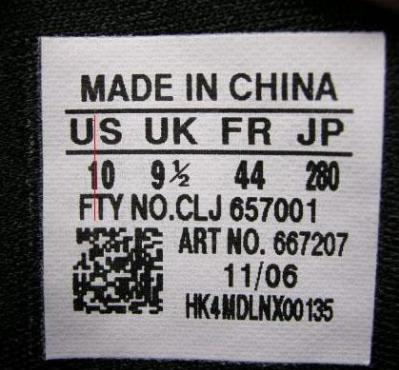 MADE IN CHINA
US UK FR JP
10 9½ 44 280
FTY NO.CLJ 657001
ART NO. 667207
11/06
HK4MDLNX00135